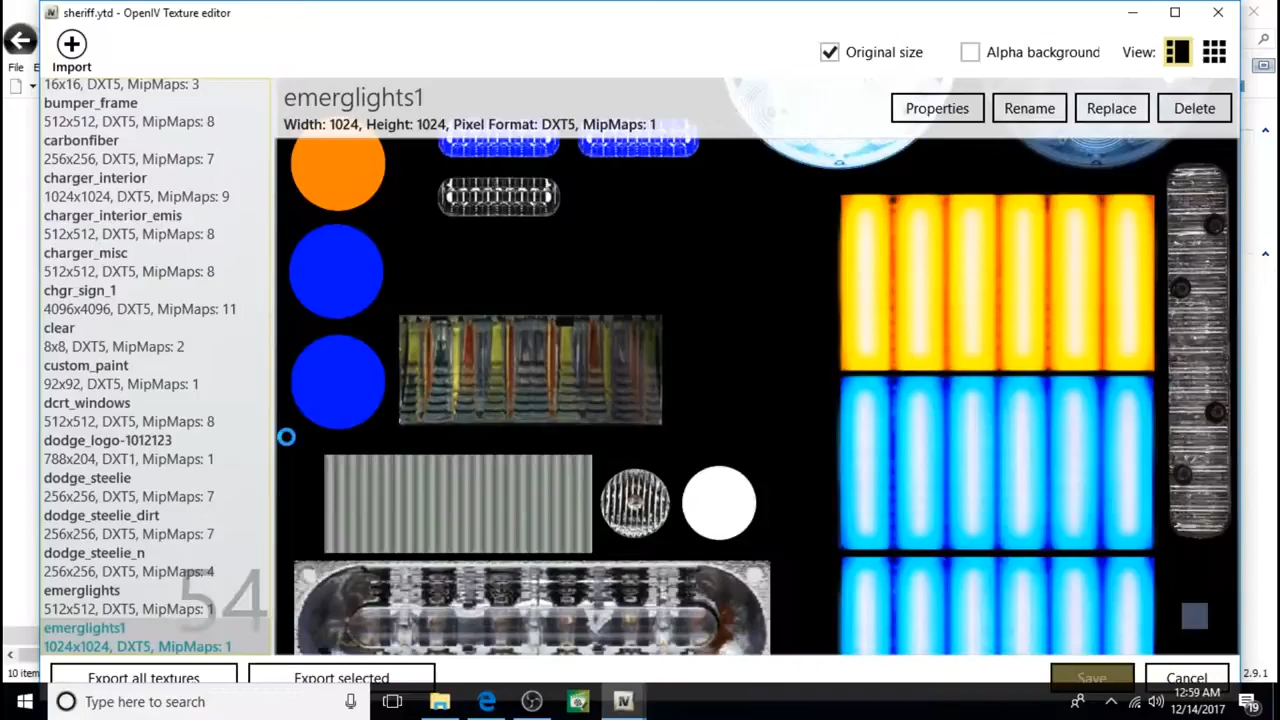 sheriff.ytd - OpenIV Texture editor
Import
Original size
Alpha background
View:
File
16x16, DXT5, MipMaps: 3
bumper_frame
512x512, DXT5, MipMaps: 8
carbonfiber
256x256, DXT5, MipMaps: 7
charger_interior
1024x1024, DXT5, MipMaps: 9
charger_interior_emis
512x512, DXT5, MipMaps: 8
charger_misc
512x512, DXT5, MipMaps: 8
chgr_sign_1
4096x4096, DXT5, MipMaps: 11
clear
8x8, DXT5, MipMaps: 2
custom_paint
92x92, DXT5, MipMaps: 1
dcrt_windows
512x512, DXT5, MipMaps: 8
dodge_logo-1012123
788x204, DXT1, MipMaps: 1
dodge_steelie
256x256, DXT5, MipMaps: 7
dodge_steelie_dirt
256x256, DXT5, MipMaps: 7
dodge_steelie_n
256x256, DXT5, MipMaps: 4
emerglights
512x512, DXT5, MipMaps: 1
emerglights1
1024x1024, DXT5, MipMaps: 1
54
emerglights1
Width: 1024, Height: 1024, Pixel Format: DXT5, MipMaps: 1
Properties
Rename
Replace
Delete
10 item
Export all textures
Export selected
Save
Cancel
2.9.1
Type here to search
12:59 AM
12/14/2017
19